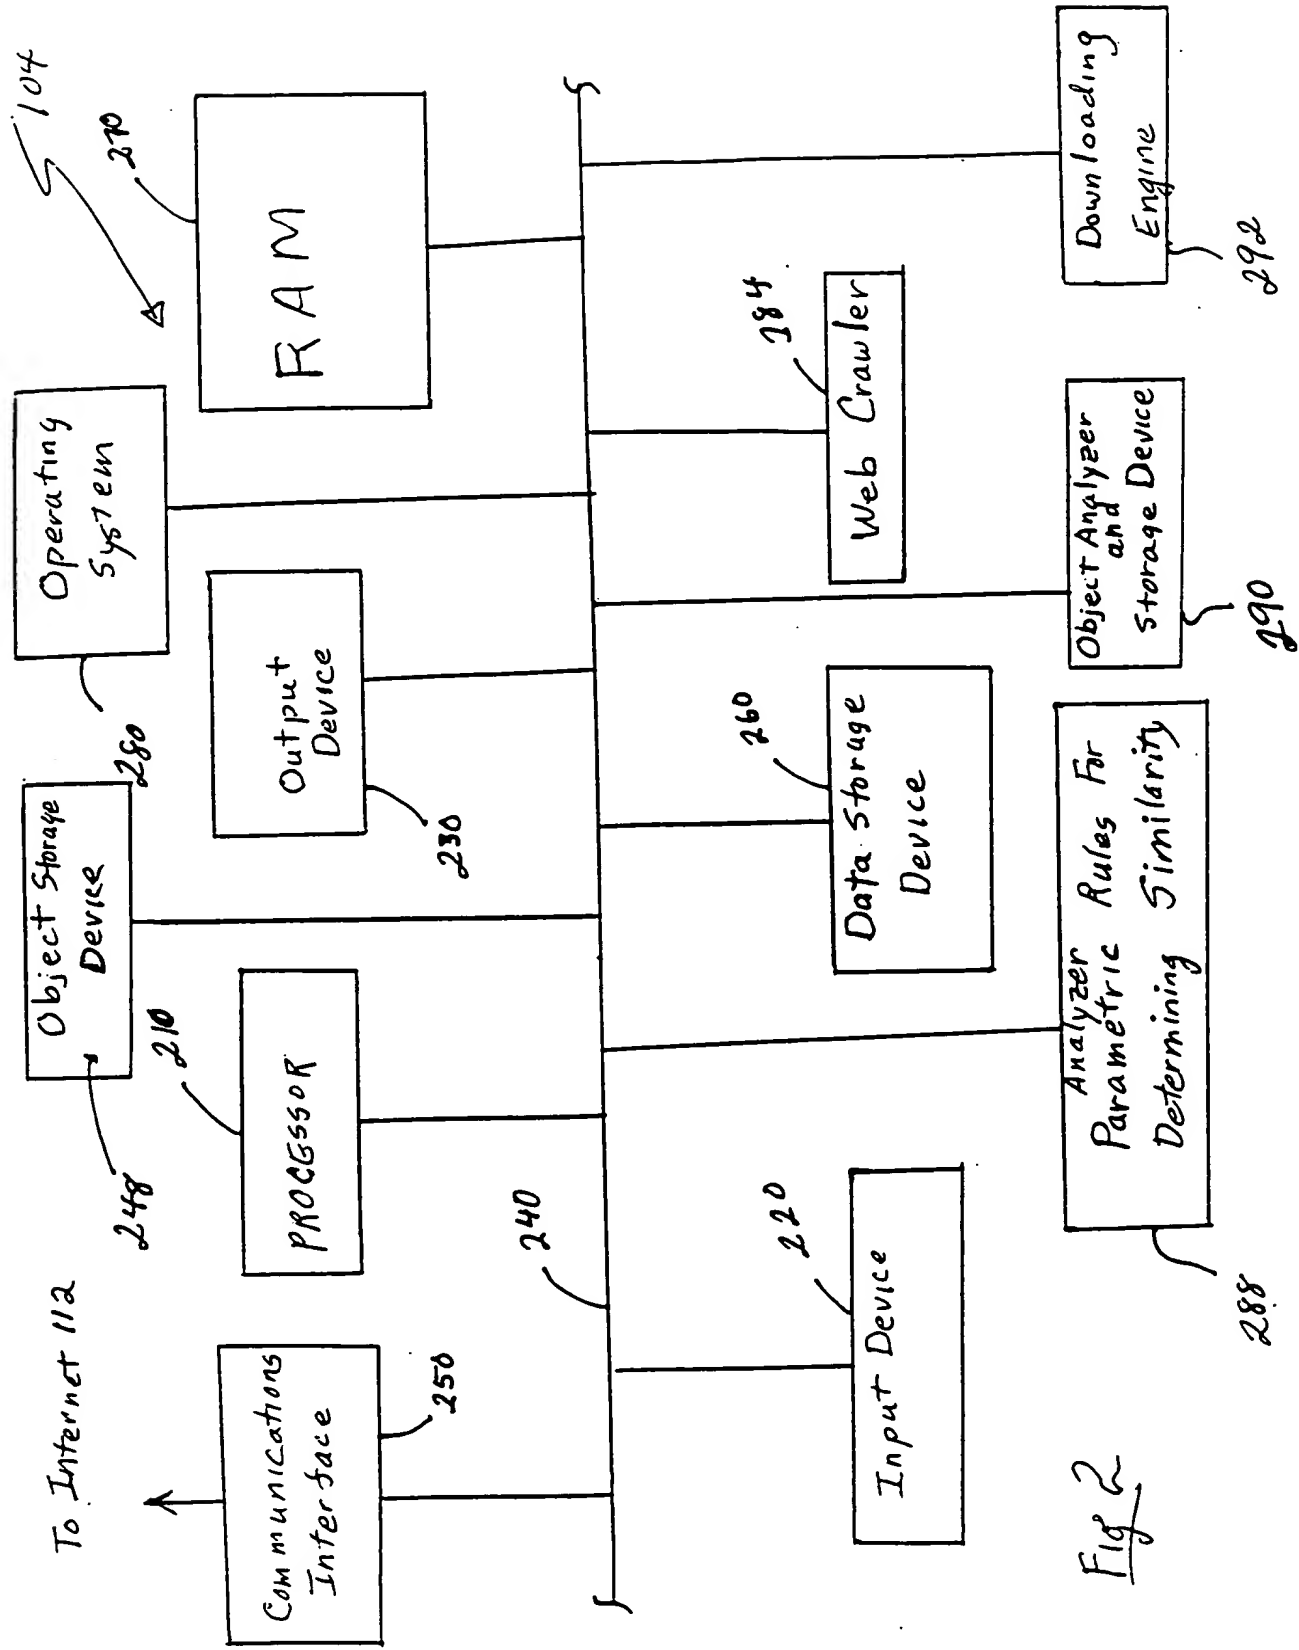 To Internet 112
Communications
Interface
250
248
Object Storage
Device
210
PROCESSOR
280
Operating
System
Output
Device
230
104
270
RAM
240
220
Input Device
260
Data Storage
Device
284
Web Crawler
Analyzer
Parametric Rules For
Determining Similarity
288
Object Analyzer
and
Storage Device
290
Downloading
Engine
292
Fig 2